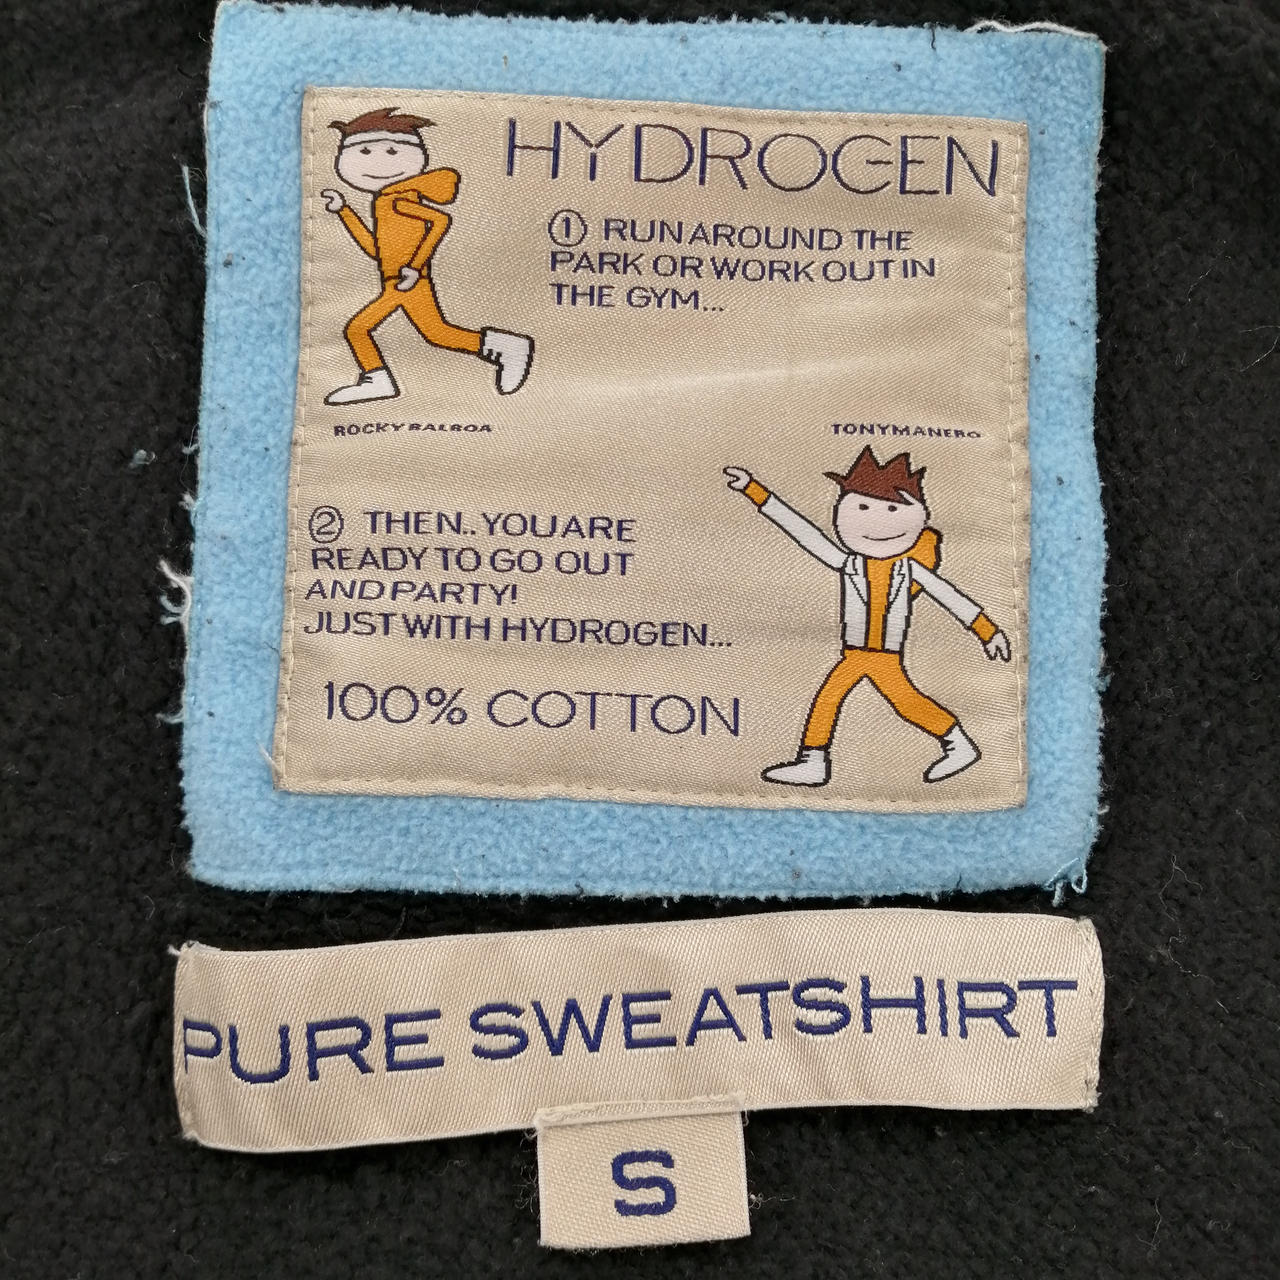 HYDROGEN
① RUN AROUND THE
PARK OR WORK OUT IN
THE GYM...
ROCKY BALBOA
TONY MANERO
② THEN.. YOU ARE
READY TO GO OUT
AND PARTY!
JUST WITH HYDROGEN...
100% COTTON
PURE SWEATSHIRT
S